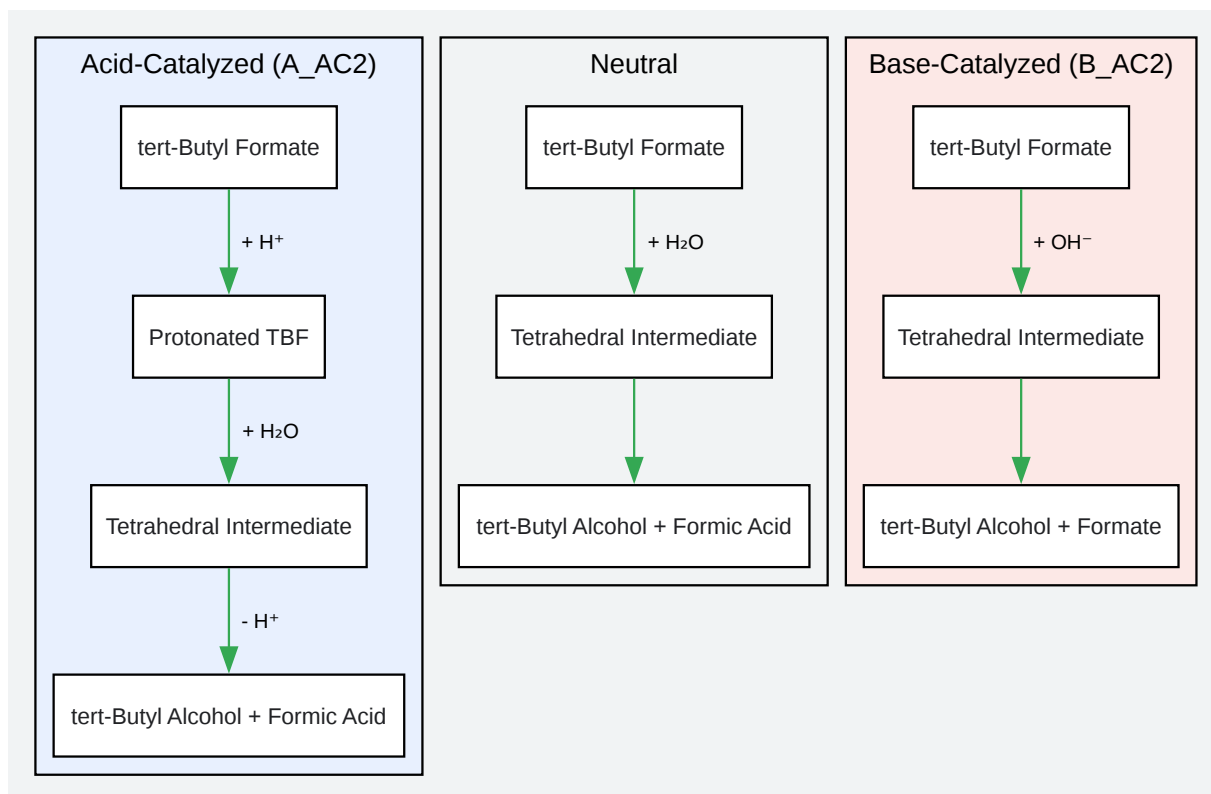 Acid-Catalyzed (A_AC2)
tert-Butyl Formate
+ H⁺
Protonated TBF
+ H₂O
Tetrahedral Intermediate
- H⁺
tert-Butyl Alcohol + Formic Acid
Neutral
tert-Butyl Formate
+ H₂O
Tetrahedral Intermediate
tert-Butyl Alcohol + Formic Acid
Base-Catalyzed (B_AC2)
tert-Butyl Formate
+ OH⁻
Tetrahedral Intermediate
tert-Butyl Alcohol + Formate